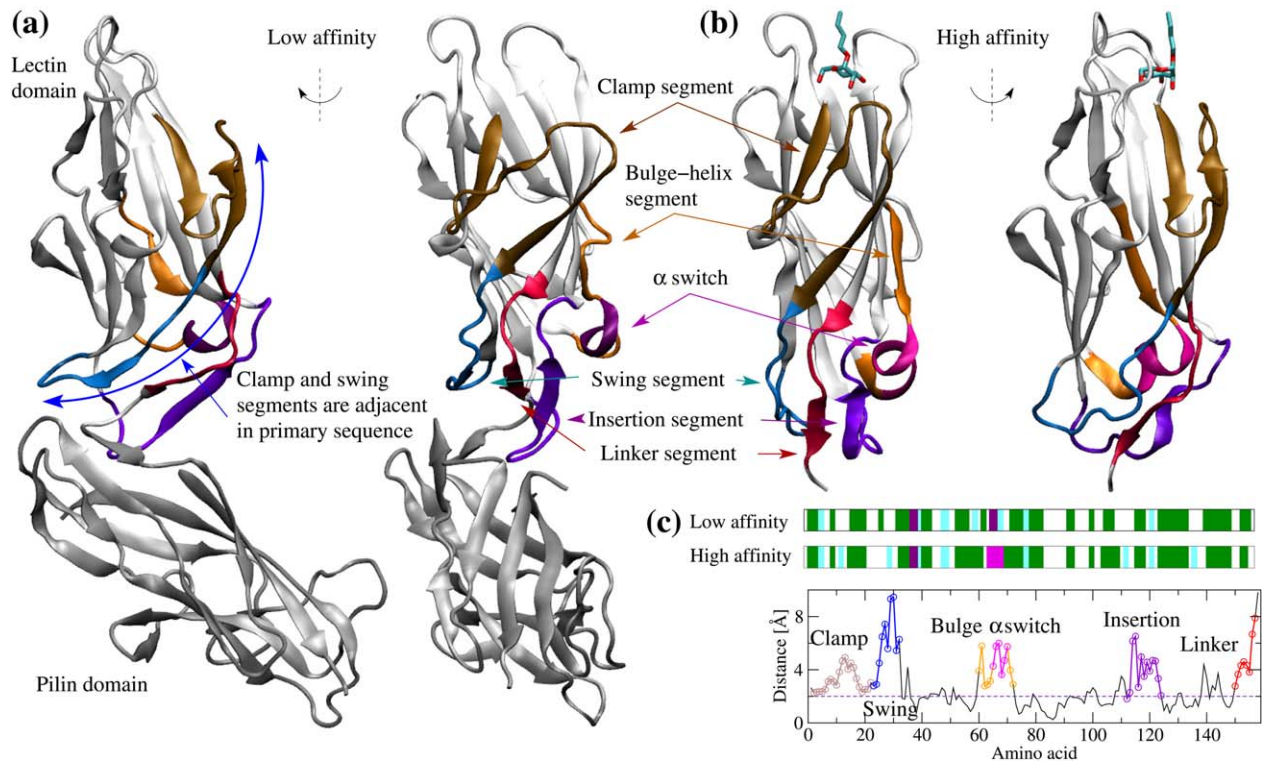 (a)
Lectin
domain
Low affinity
(b)
High affinity
Clamp segment
Bulge−helix
segment
α switch
Swing segment
Insertion segment
Linker segment
Clamp and swing
segments are adjacent
in primary sequence
Pilin domain
(c)
Low affinity
High affinity
Distance [Å]
8
4
0
Clamp
Swing
Bulge
α switch
Insertion
Linker
0 20 40 60 80 100 120 140
Amino acid